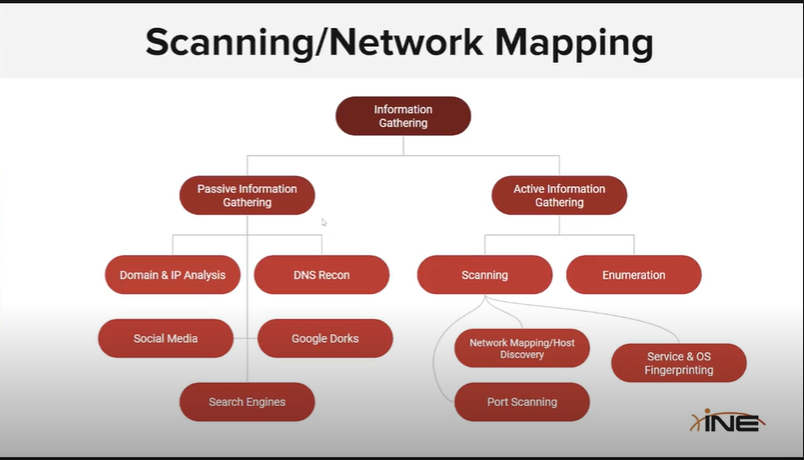 Scanning/Network Mapping
Information
Gathering
Passive Information
Gathering
Active Information
Gathering
Domain & IP Analysis
DNS Recon
Scanning
Enumeration
Social Media
Google Dorks
Network Mapping/Host
Discovery
Service & OS
Fingerprinting
Search Engines
Port Scanning
iNE